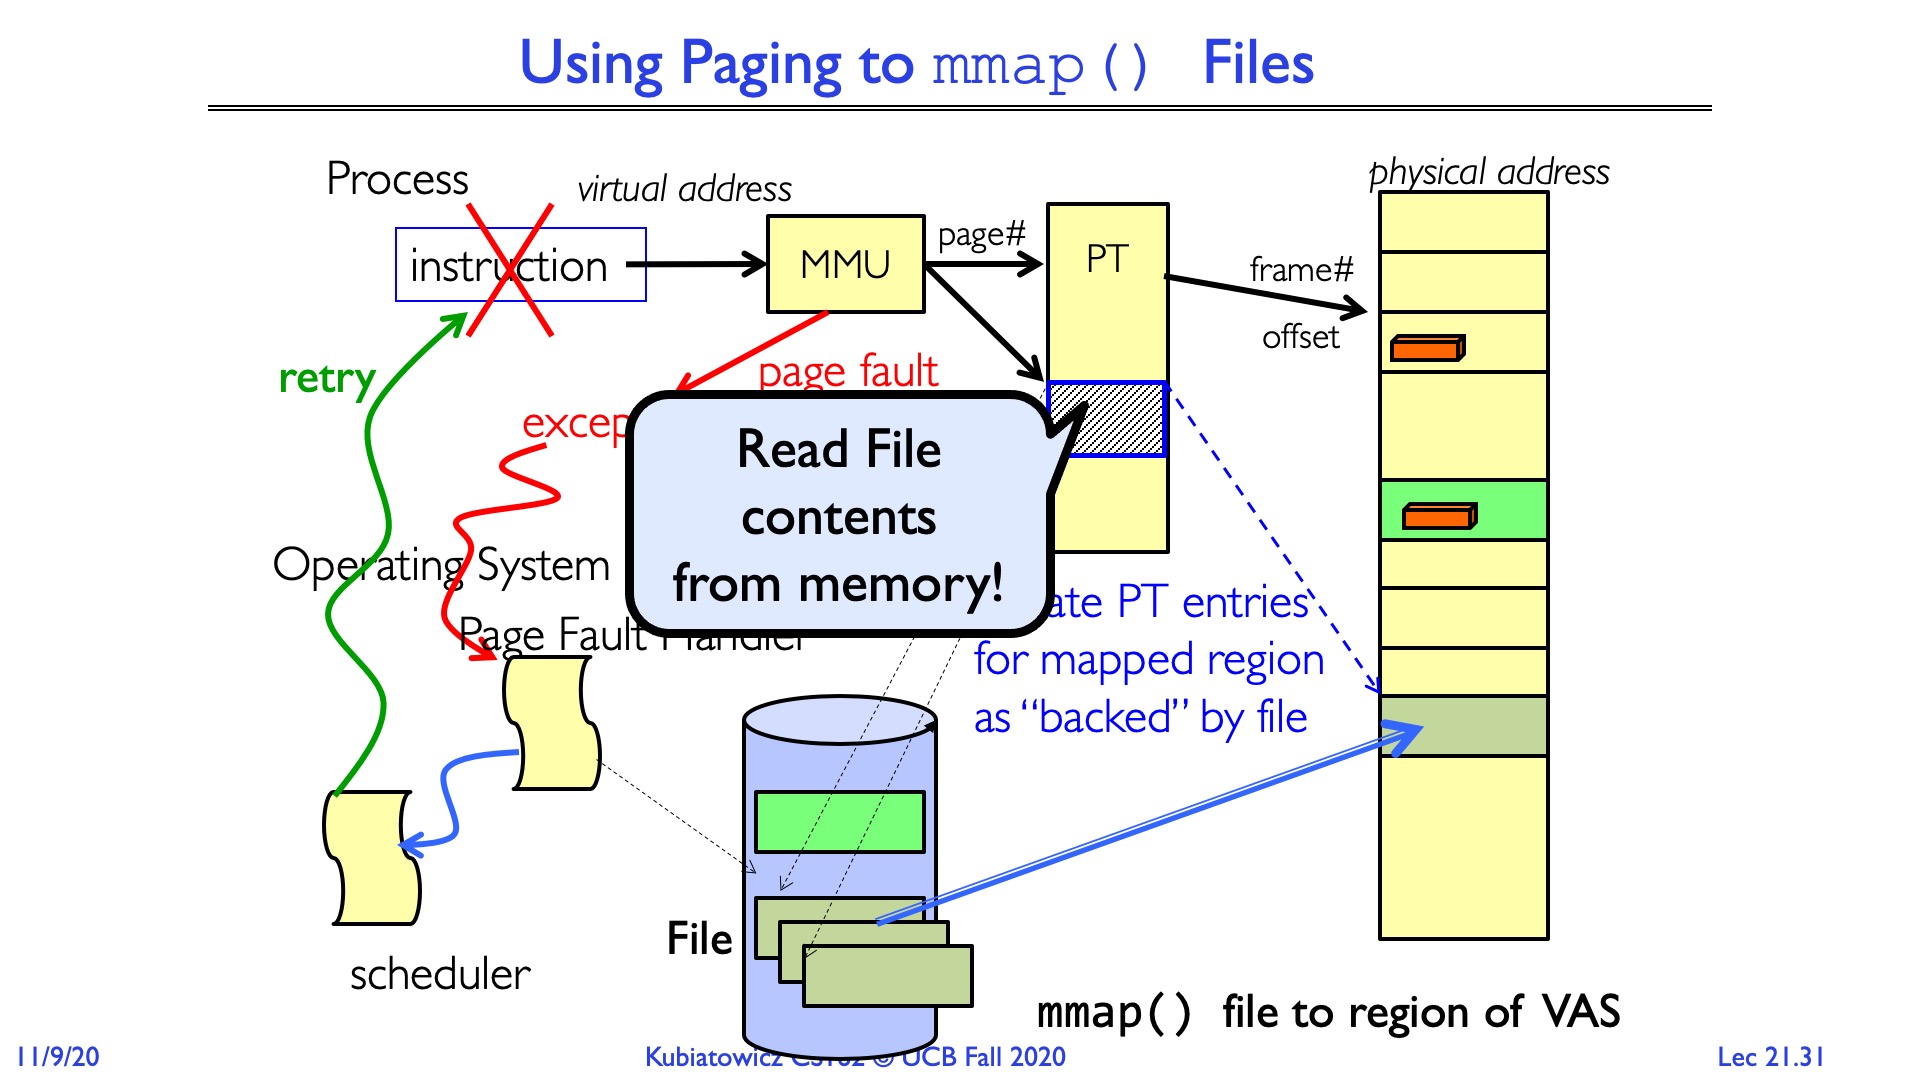 Using Paging to mmap() Files
Process
virtual address
physical address
instruction
MMU
page#
PT
frame#
offset
retry
page fault
excep
Read File
contents
from memory!
Operating System
Page Fault Handler
ate PT entries
for mapped region
as “backed” by file
File
scheduler
mmap() file to region of VAS
11/9/20
Kubiatowicz CS162 © UCB Fall 2020
Lec 21.31